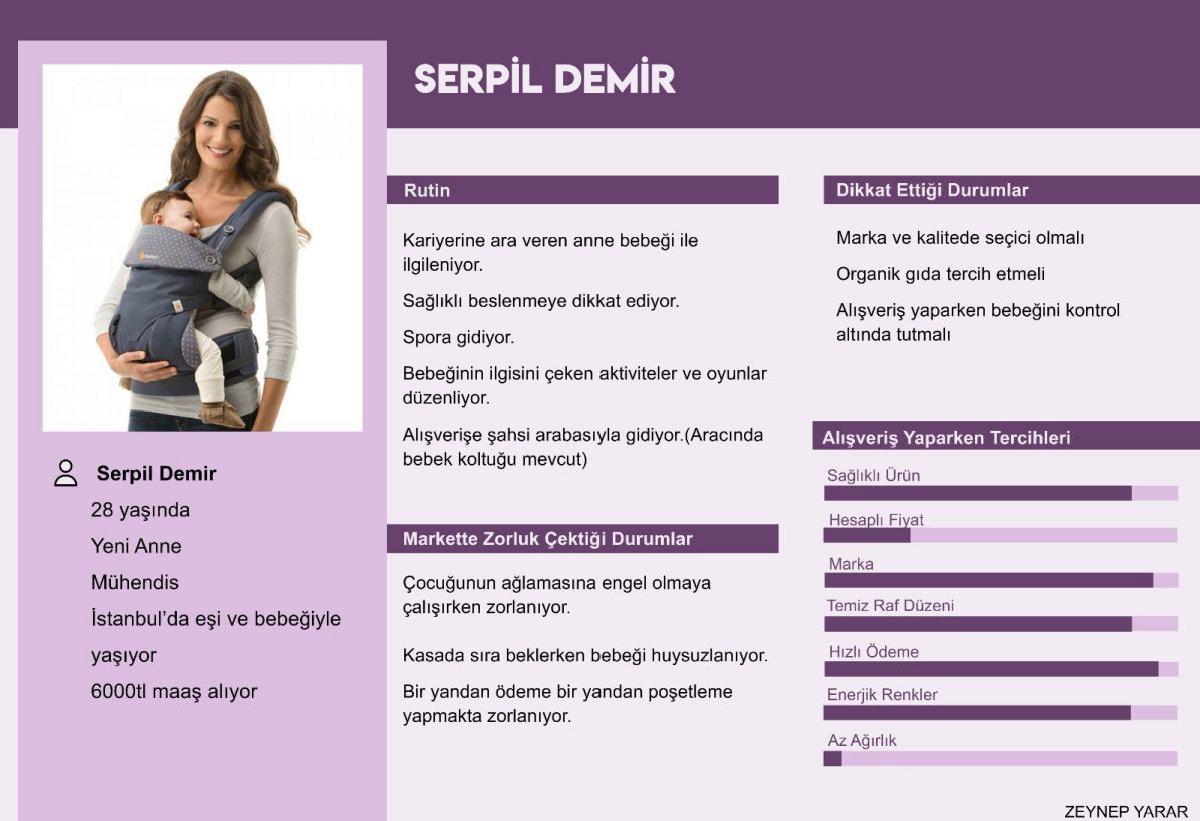 SERPİL DEMİR
Serpil Demir
28 yaşında
Yeni Anne
Mühendis
İstanbul'da eşi ve bebeğiyle
yaşıyor
6000tl maaş alıyor
Rutin
Kariyerine ara veren anne bebeği ile
ilgileniyor.
Sağlıklı beslenmeye dikkat ediyor.
Spora gidiyor.
Bebeğinin ilgisini çeken aktiviteler ve oyunlar
düzenliyor.
Alışverişe şahsi arabasıyla gidiyor.(Aracında
bebek koltuğu mevcut)
Markette Zorluk Çektiği Durumlar
Çocuğunun ağlamasına engel olmaya
çalışırken zorlanıyor.
Kasada sıra beklerken bebeği huysuzlanıyor.
Bir yandan ödeme bir yandan poşetleme
yapmakta zorlanıyor.
Dikkat Ettiği Durumlar
Marka ve kalitede seçici olmalı
Organik gıda tercih etmeli
Alışveriş yaparken bebeğini kontrol
altında tutmalı
Alışveriş Yaparken Tercihleri
Sağlıklı Ürün
Hesaplı Fiyat
Marka
Temiz Raf Düzeni
Hızlı Ödeme
Enerjik Renkler
Az Ağırlık
ZEYNEP YARAR